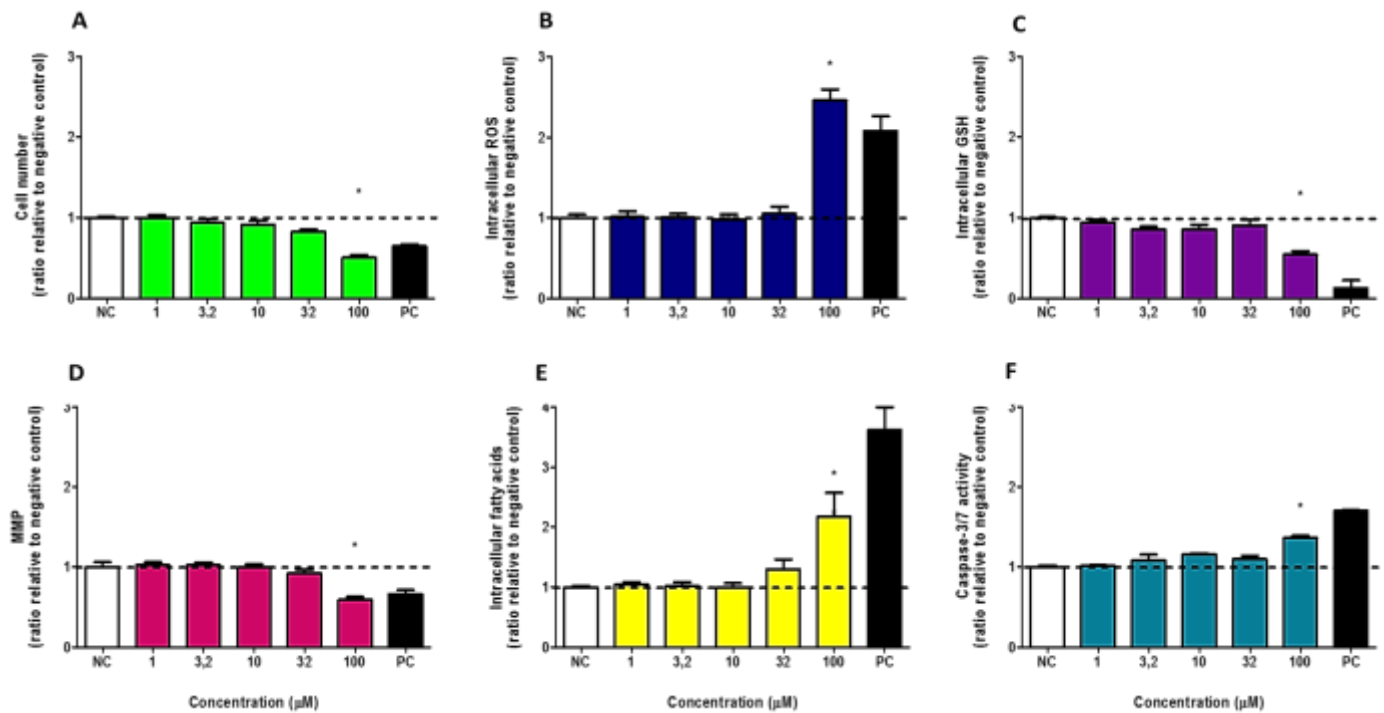 A
Cell number
(ratio relative to negative control)
3
2
1
0
*
NC 1 3,2 10 32 100 PC
B
Intracellular ROS
(ratio relative to negative control)
3
2
1
0
*
NC 1 3,2 10 32 100 PC
C
Intracellular GSH
(ratio relative to negative control)
3
2
1
0
*
NC 1 3,2 10 32 100 PC
D
MMP
(ratio relative to negative control)
3
2
1
0
*
NC 1 3,2 10 32 100 PC
Concentration (μM)
E
Intracellular fatty acids
(ratio relative to negative control)
4
3
2
1
0
*
NC 1 3,2 10 32 100 PC
Concentration (μM)
F
Caspase-3/7 activity
(ratio relative to negative control)
3
2
1
0
*
NC 1 3,2 10 32 100 PC
Concentration (μM)